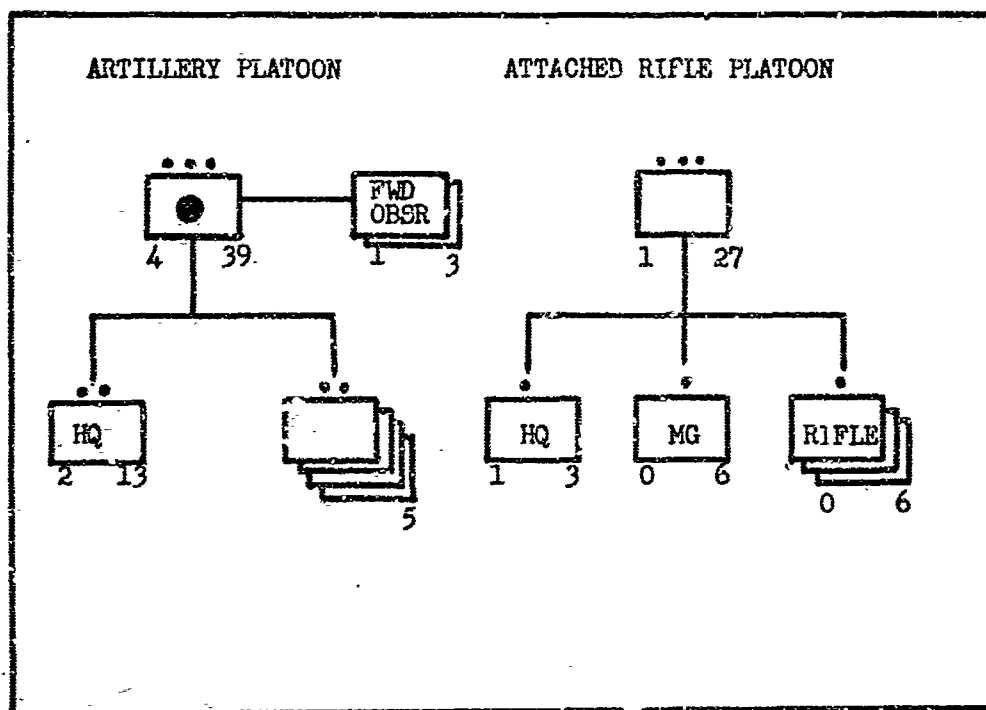 ARTILLERY PLATOON
ATTACHED RIFLE PLATOON
FWD
OBSR
4 39
1 3
1 27
HQ
2 13
5
HQ
1 3
MG
0 6
RIFLE
0 6